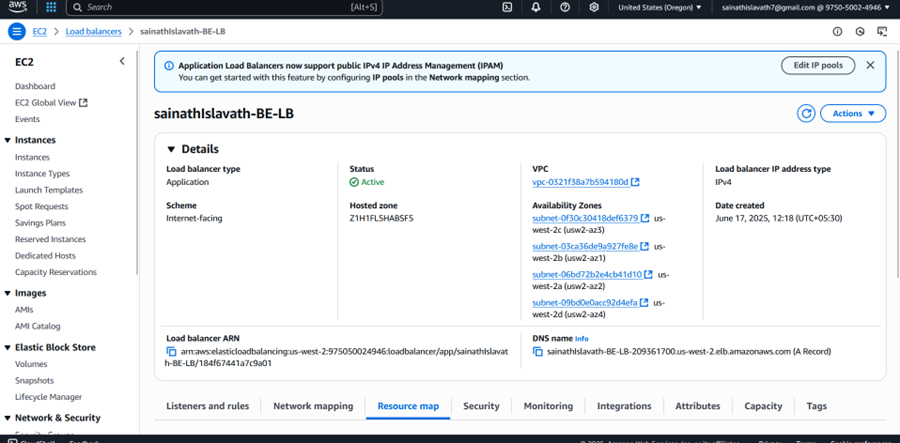 aws
Search
[Alt+S]
United States (Oregon)
sainathislavath7@gmail.com @ 9750-5002-4946
EC2
Load balancers
sainathIslavath-BE-LB
EC2
Dashboard
EC2 Global View
Events
Instances
Instances
Instance Types
Launch Templates
Spot Requests
Savings Plans
Reserved Instances
Dedicated Hosts
Capacity Reservations
Images
AMIs
AMI Catalog
Elastic Block Store
Volumes
Snapshots
Lifecycle Manager
Network & Security
Application Load Balancers now support public IPv4 IP Address Management (IPAM)
You can get started with this feature by configuring IP pools in the Network mapping section.
Edit IP pools
sainathIslavath-BE-LB
Actions
Details
Load balancer type
Application
Status
Active
VPC
vpc-0321f38a7b594180d
Load balancer IP address type
IPv4
Scheme
Internet-facing
Hosted zone
Z1H1FL5HABSF5
Availability Zones
subnet-0f30c30418def6379 us-
west-2c (usw2-az3)
subnet-03ca36de9a927fe8e us-
west-2b (usw2-az1)
subnet-06bd72b2e4cb41d10 us-
west-2a (usw2-az2)
subnet-09bd0e0acc92d4efa us-
west-2d (usw2-az4)
Date created
June 17, 2025, 12:18 (UTC+05:30)
Load balancer ARN
arn:aws:elasticloadbalancing:us-west-2:975050024946:loadbalancer/app/sainathIslavat
h-BE-LB/184f67441a7c9a01
DNS name Info
sainathIslavath-BE-LB-209361700.us-west-2.elb.amazonaws.com (A Record)
Listeners and rules
Network mapping
Resource map
Security
Monitoring
Integrations
Attributes
Capacity
Tags